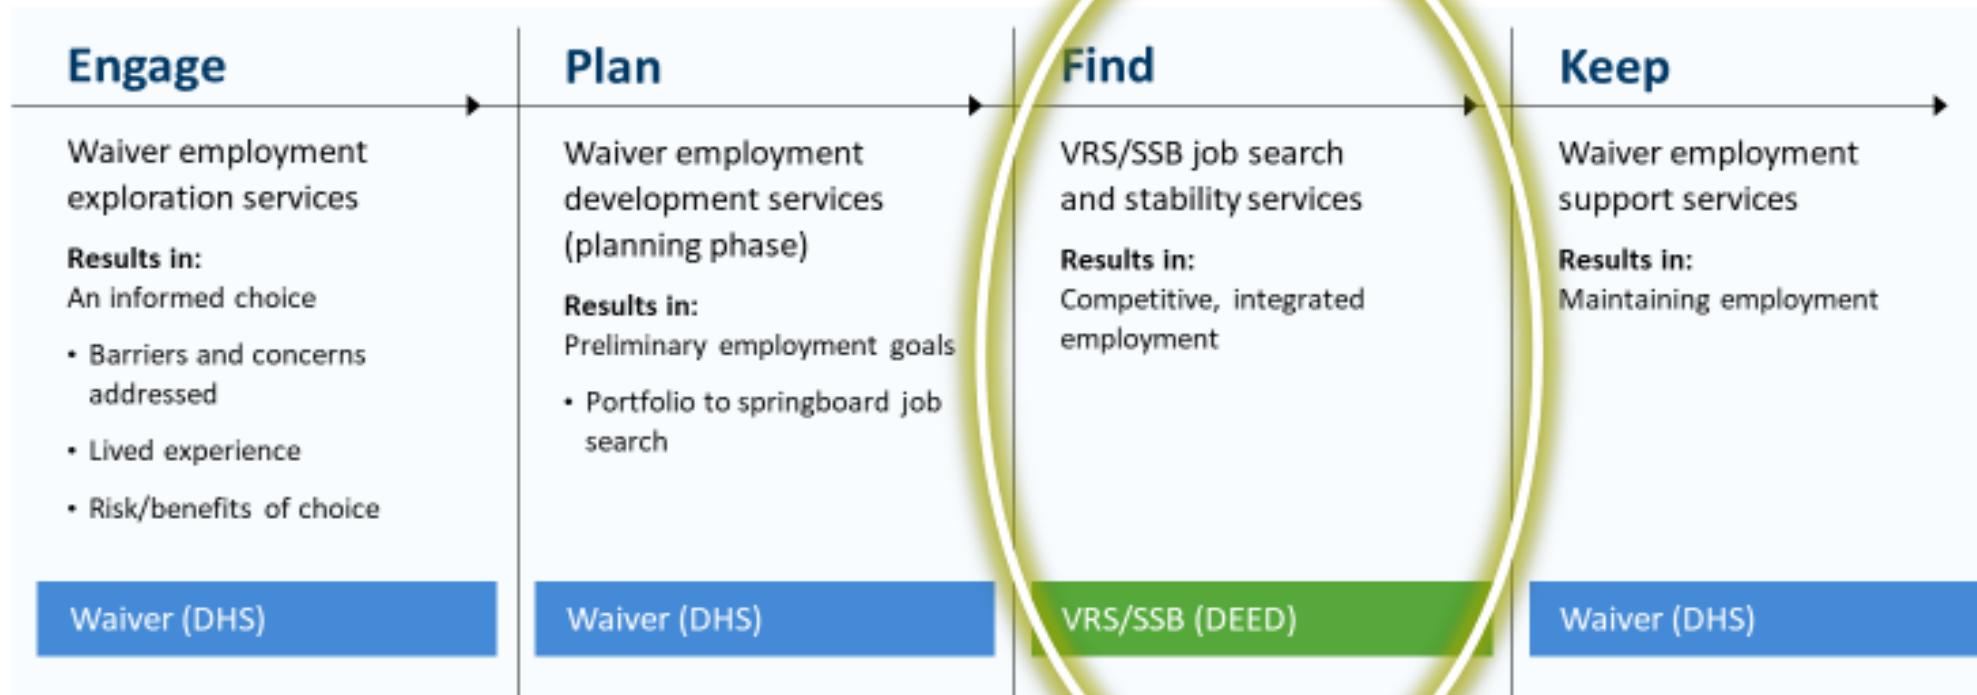 Engage
Waiver employment
exploration services
Results in:
An informed choice
• Barriers and concerns
addressed
• Lived experience
• Risk/benefits of choice
Waiver (DHS)
Plan
Waiver employment
development services
(planning phase)
Results in:
Preliminary employment goals
• Portfolio to springboard job
search
Waiver (DHS)
Find
VRS/SSB job search
and stability services
Results in:
Competitive, integrated
employment
VRS/SSB (DEED)
Keep
Waiver employment
support services
Results in:
Maintaining employment
Waiver (DHS)